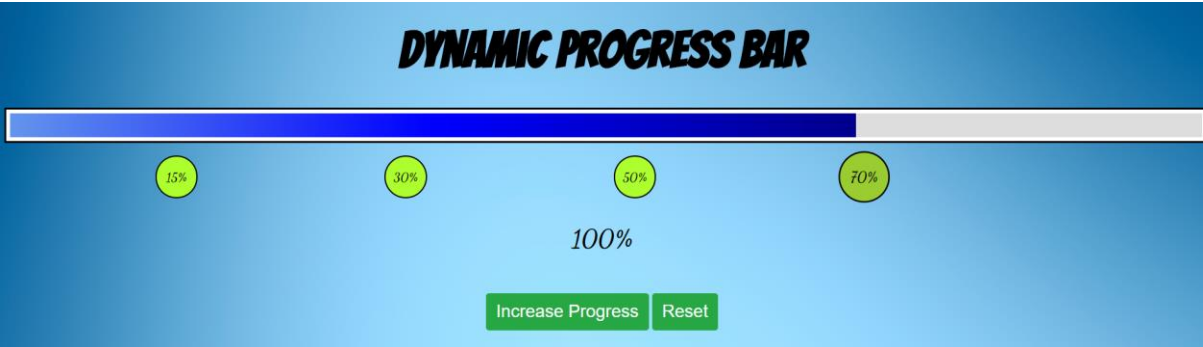 DYNAMIC PROGRESS BAR
15% 30% 50% 70%
100%
Increase Progress Reset